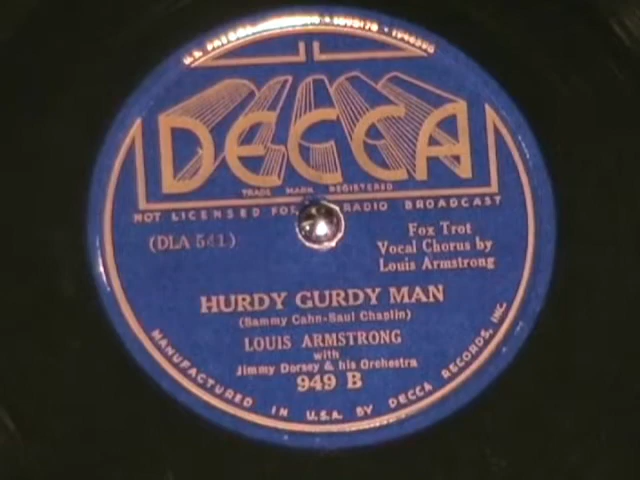 U.S. PATENT
DECCA
TRADE MARK REGISTERED
NOT LICENSED FOR RADIO BROADCAST
(DLA 541)
Fox Trot
Vocal Chorus by
Louis Armstrong
HURDY GURDY MAN
(Sammy Cahn-Saul Chaplin)
LOUIS ARMSTRONG
with
Jimmy Dorsey & his Orchestra
949 B
MANUFACTURED IN U.S.A. BY DECCA RECORDS, INC.